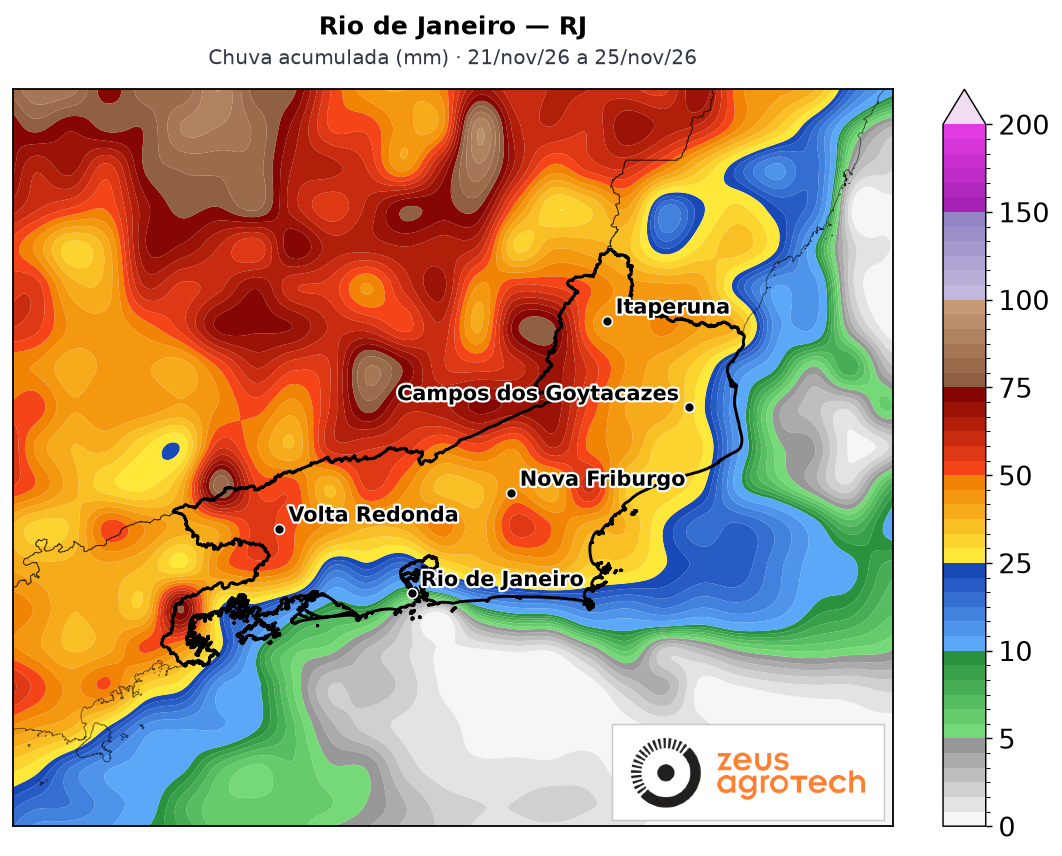 Rio de Janeiro — RJ
Chuva acumulada (mm) · 21/nov/26 a 25/nov/26
200
150
100
75
50
25
10
5
0
Itaperuna
Campos dos Goytacazes
Nova Friburgo
Volta Redonda
Rio de Janeiro
zeus
agrotech